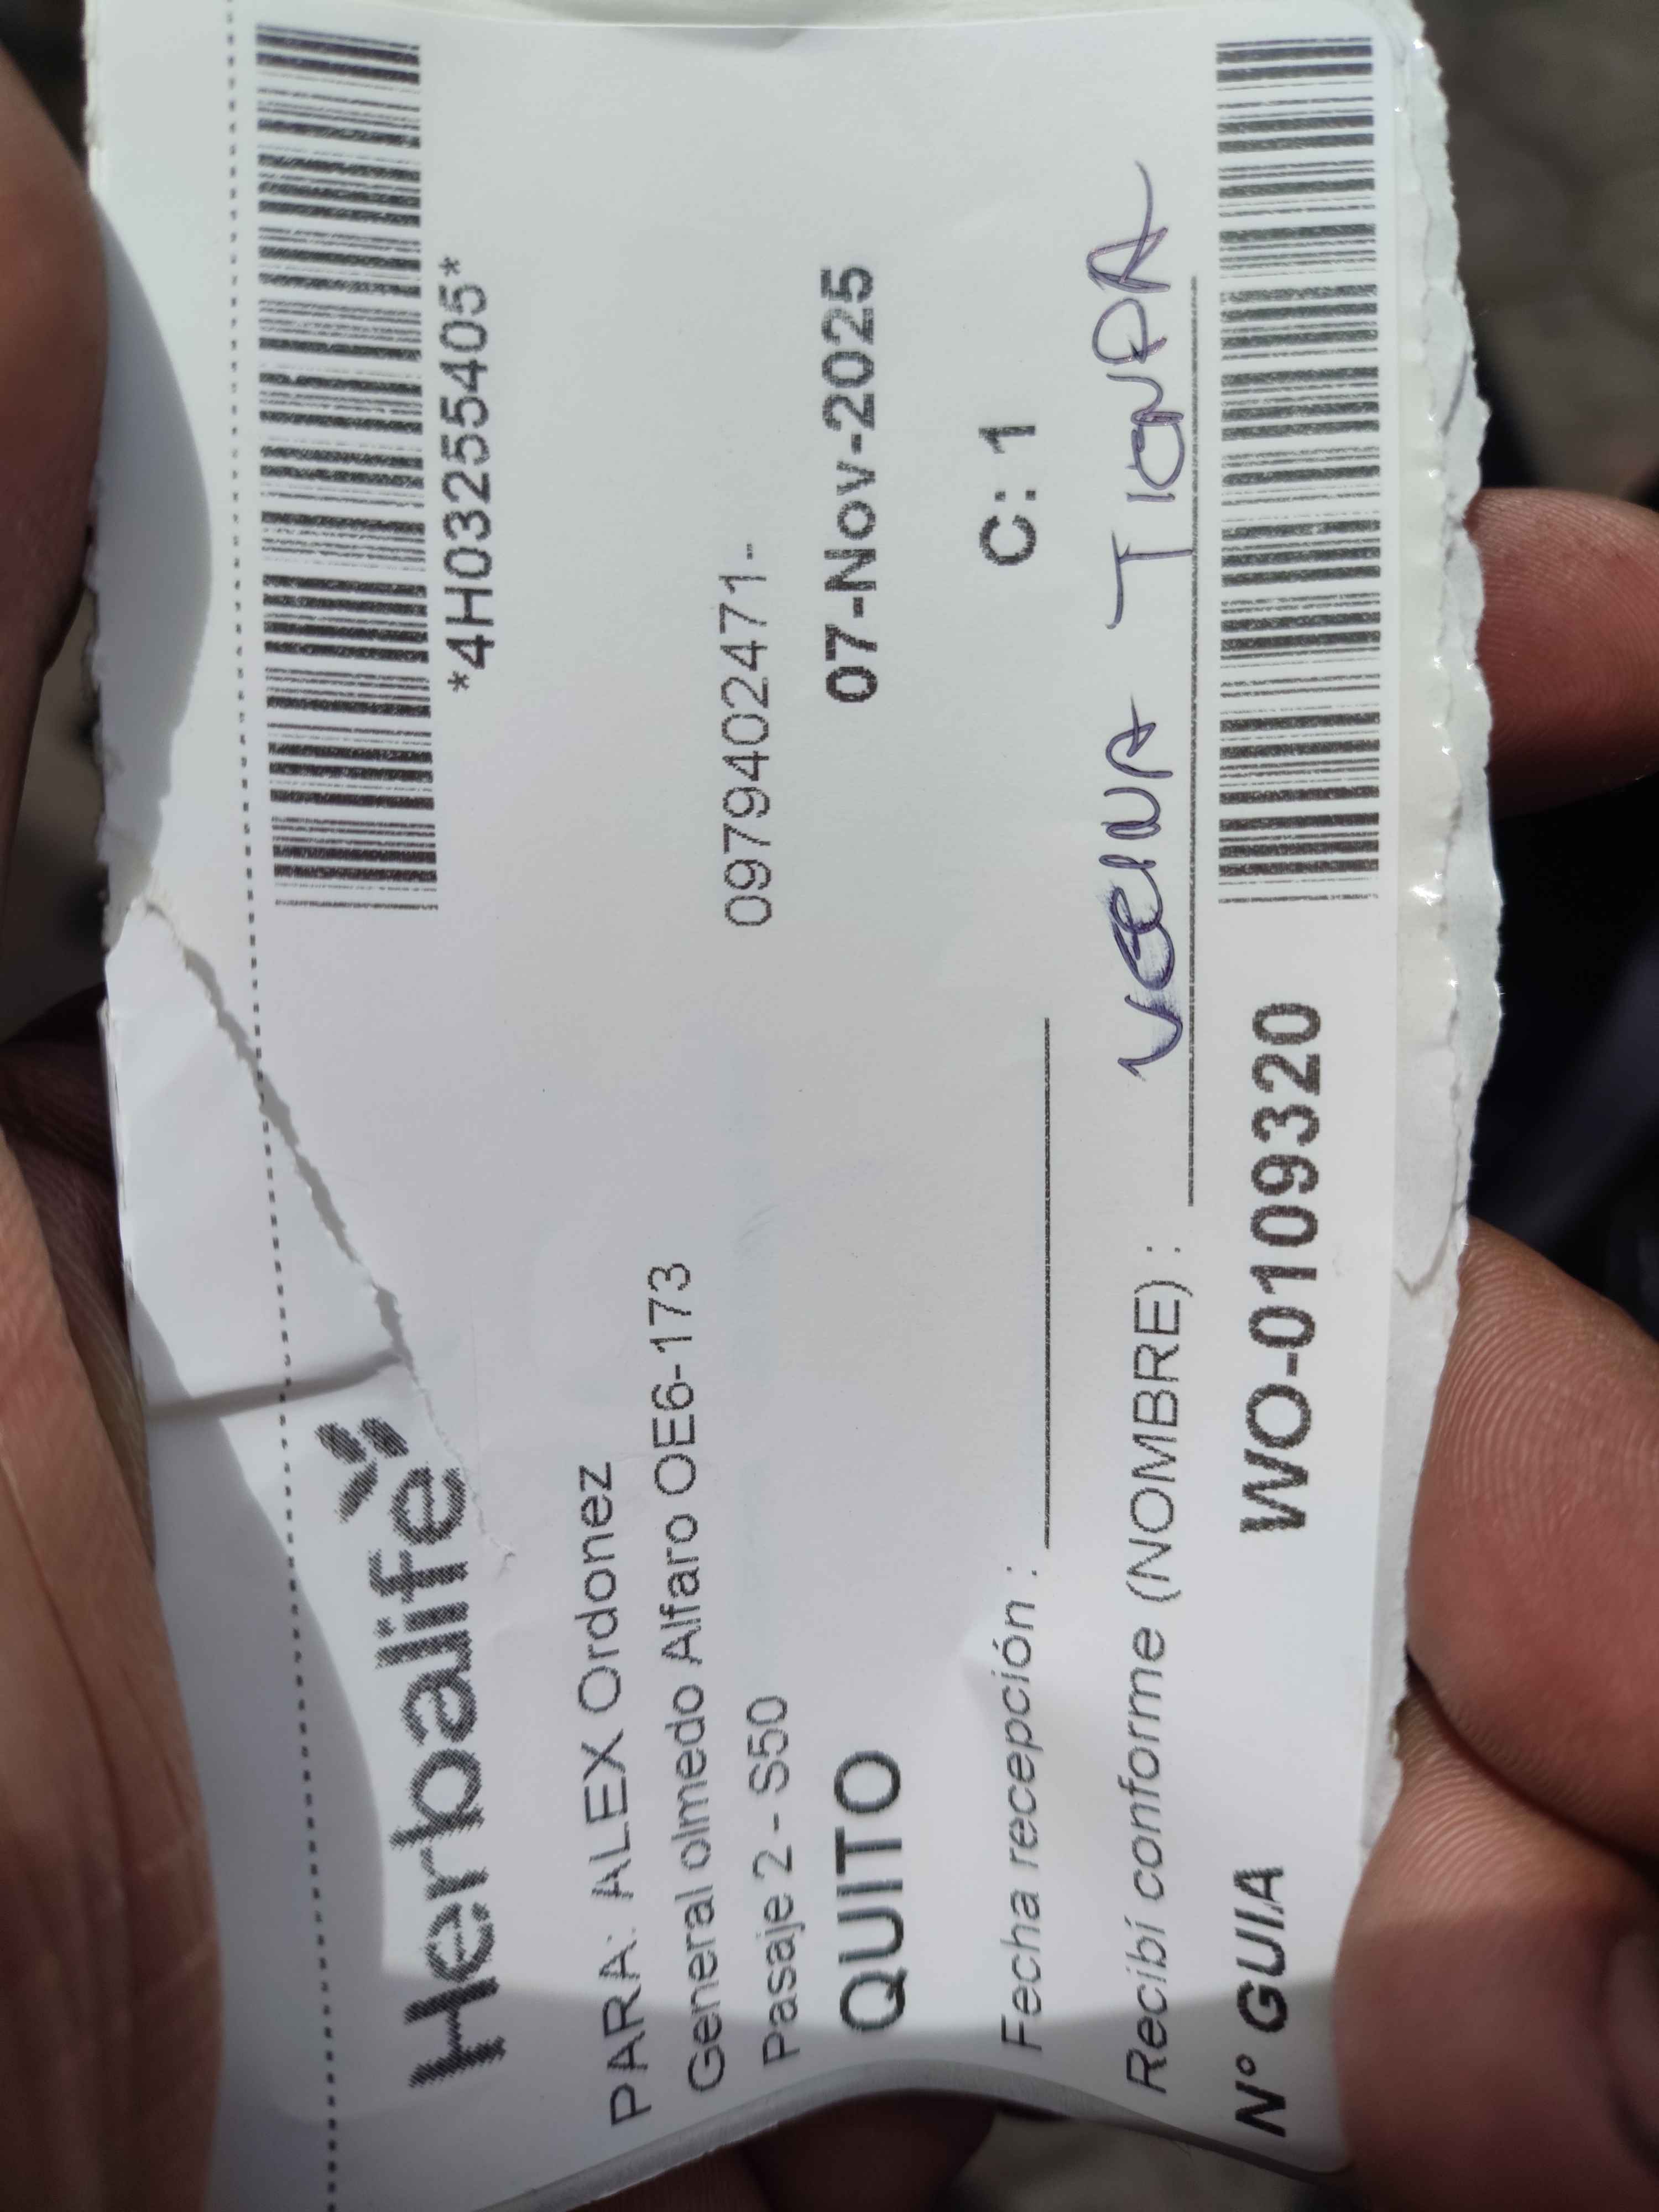 Herbalife
*4H03255405*
PARA: ALEX Ordonez
General olmedo Alfaro OE6-173
Pasaje 2 - S50
0979402471--
QUITO
07-Nov-2025
C: 1
Fecha recepción :
Recibí conforme (NOMBRE) :
N° GUIA WO-0109320